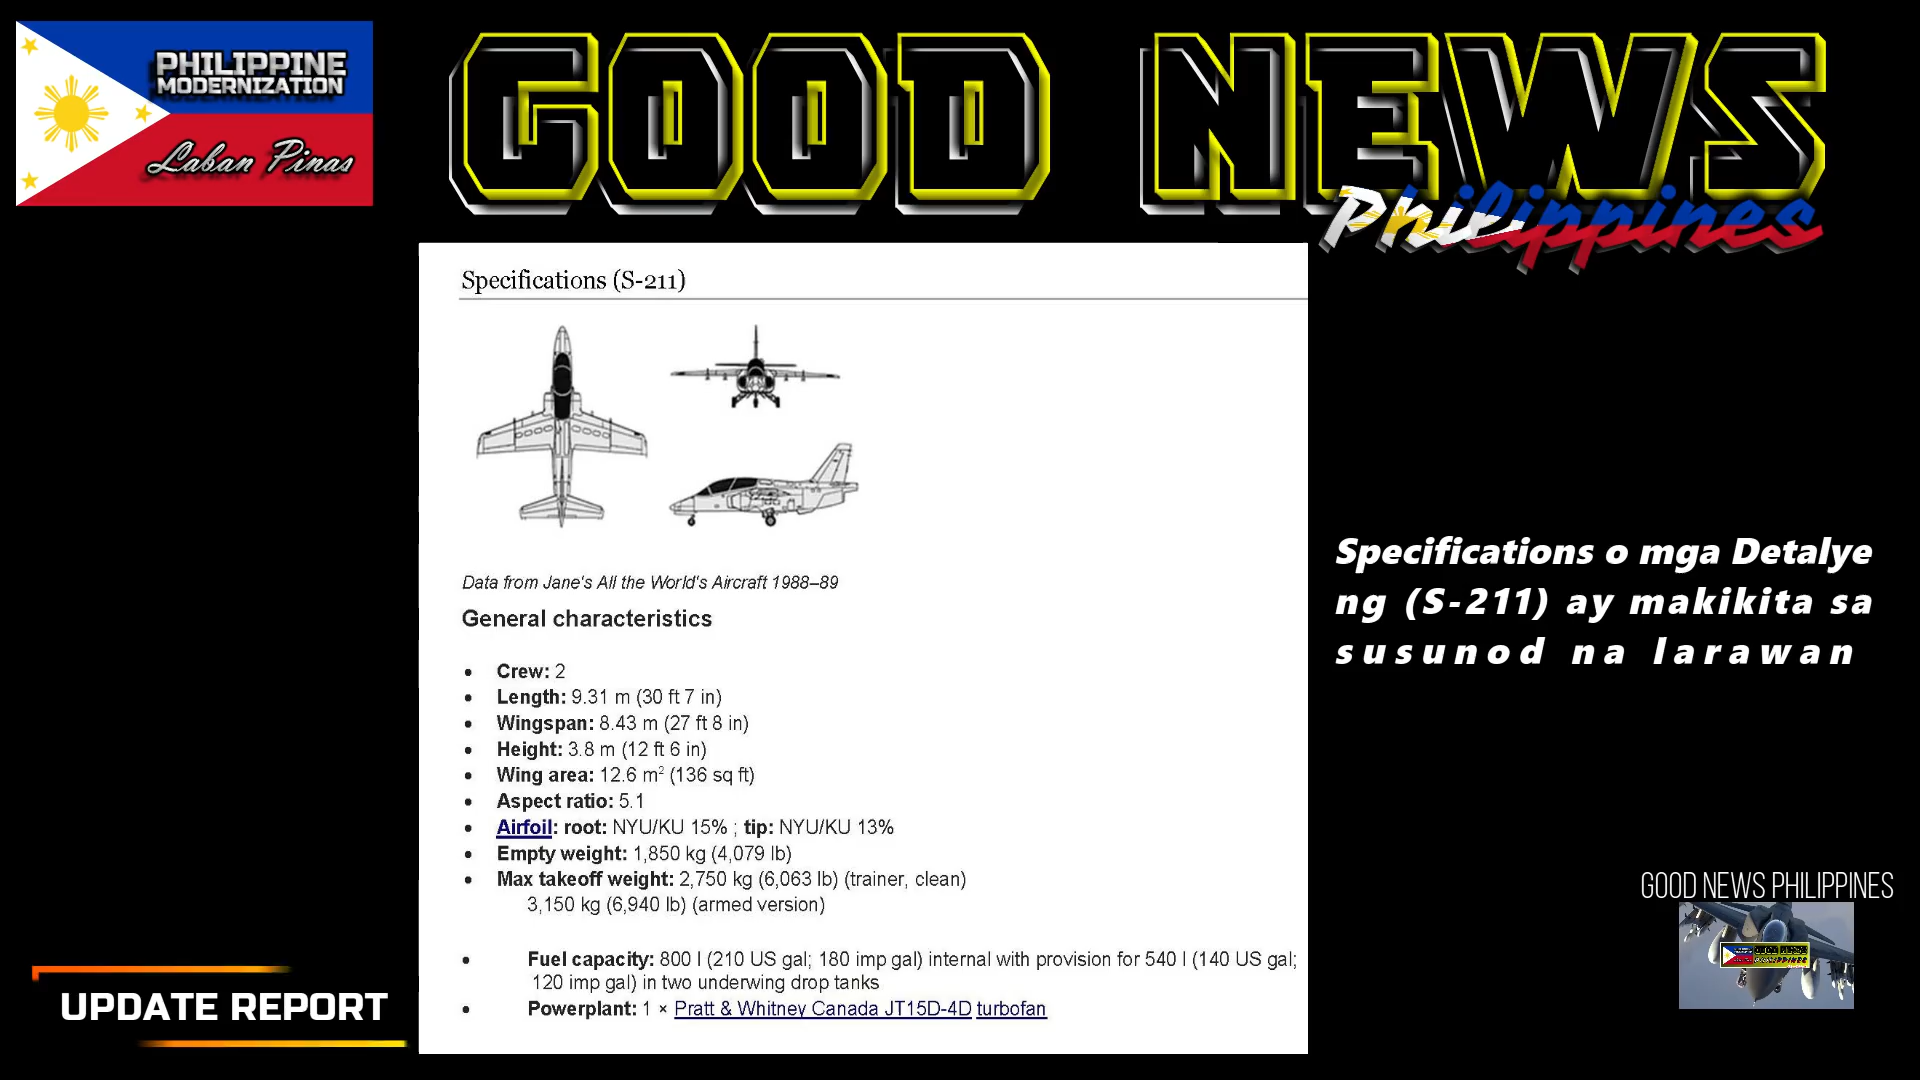 PHILIPPINE
MODERNIZATION
Laban Pinas
GOOD NEWS
Philippines
Specifications (S-211)
Data from Jane's All the World's Aircraft 1988–89
General characteristics
• Crew: 2
• Length: 9.31 m (30 ft 7 in)
• Wingspan: 8.43 m (27 ft 8 in)
• Height: 3.8 m (12 ft 6 in)
• Wing area: 12.6 m² (136 sq ft)
• Aspect ratio: 5.1
• Airfoil: root: NYU/KU 15% ; tip: NYU/KU 13%
• Empty weight: 1,850 kg (4,079 lb)
• Max takeoff weight: 2,750 kg (6,063 lb) (trainer, clean)
3,150 kg (6,940 lb) (armed version)
• Fuel capacity: 800 l (210 US gal; 180 imp gal) internal with provision for 540 l (140 US gal;
120 imp gal) in two underwing drop tanks
• Powerplant: 1 × Pratt & Whitney Canada JT15D-4D turbofan
Specifications o mga Detalye
ng (S-211) ay makikita sa
susunod na larawan
GOOD NEWS PHILIPPINES
UPDATE REPORT